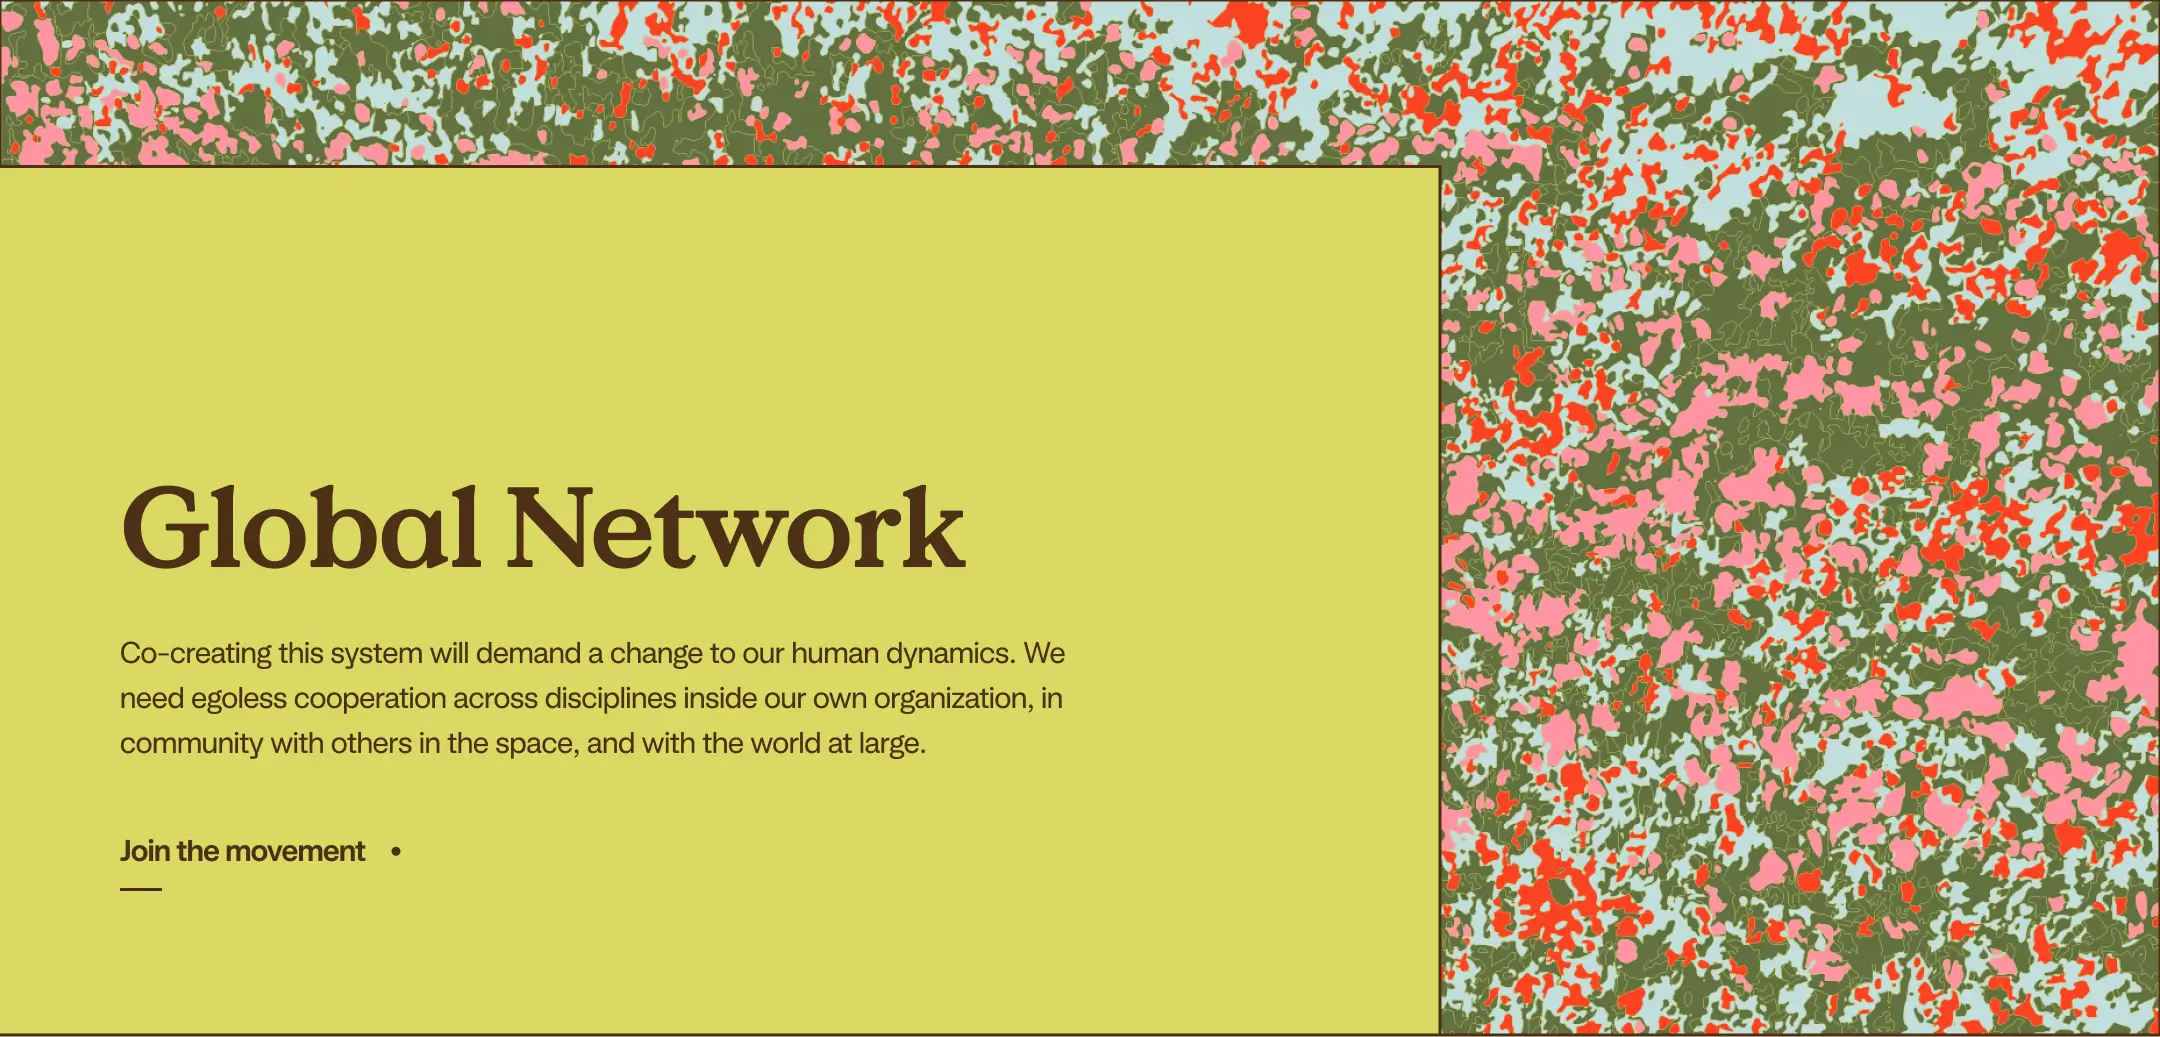 Global Network
Co-creating this system will demand a change to our human dynamics. We
need egoless cooperation across disciplines inside our own organization, in
community with others in the space, and with the world at large.
Join the movement •